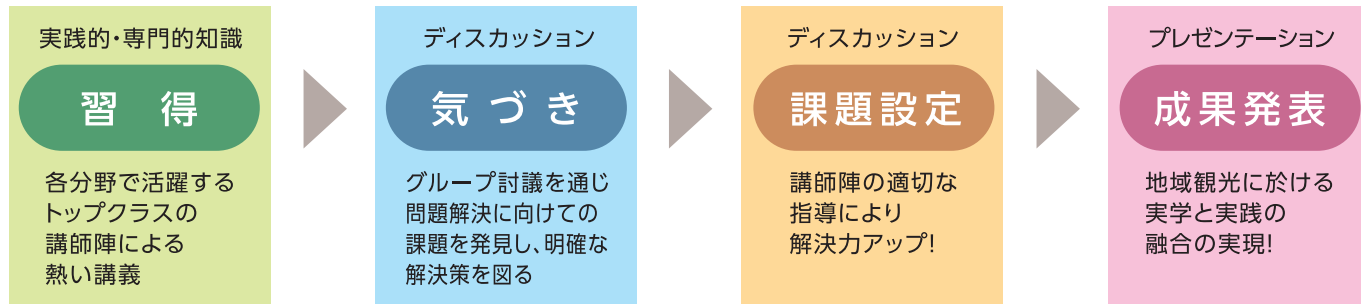 実践的・専門的知識
習得
各分野で活躍する
トップクラスの
講師陣による
熱い講義
ディスカッション
気づき
グループ討議を通じ
問題解決に向けての
課題を発見し、明確な
解決策を図る
ディスカッション
課題設定
講師陣の適切な
指導により
解決力アップ!
プレゼンテーション
成果発表
地域観光に於ける
実学と実践の
融合の実現!